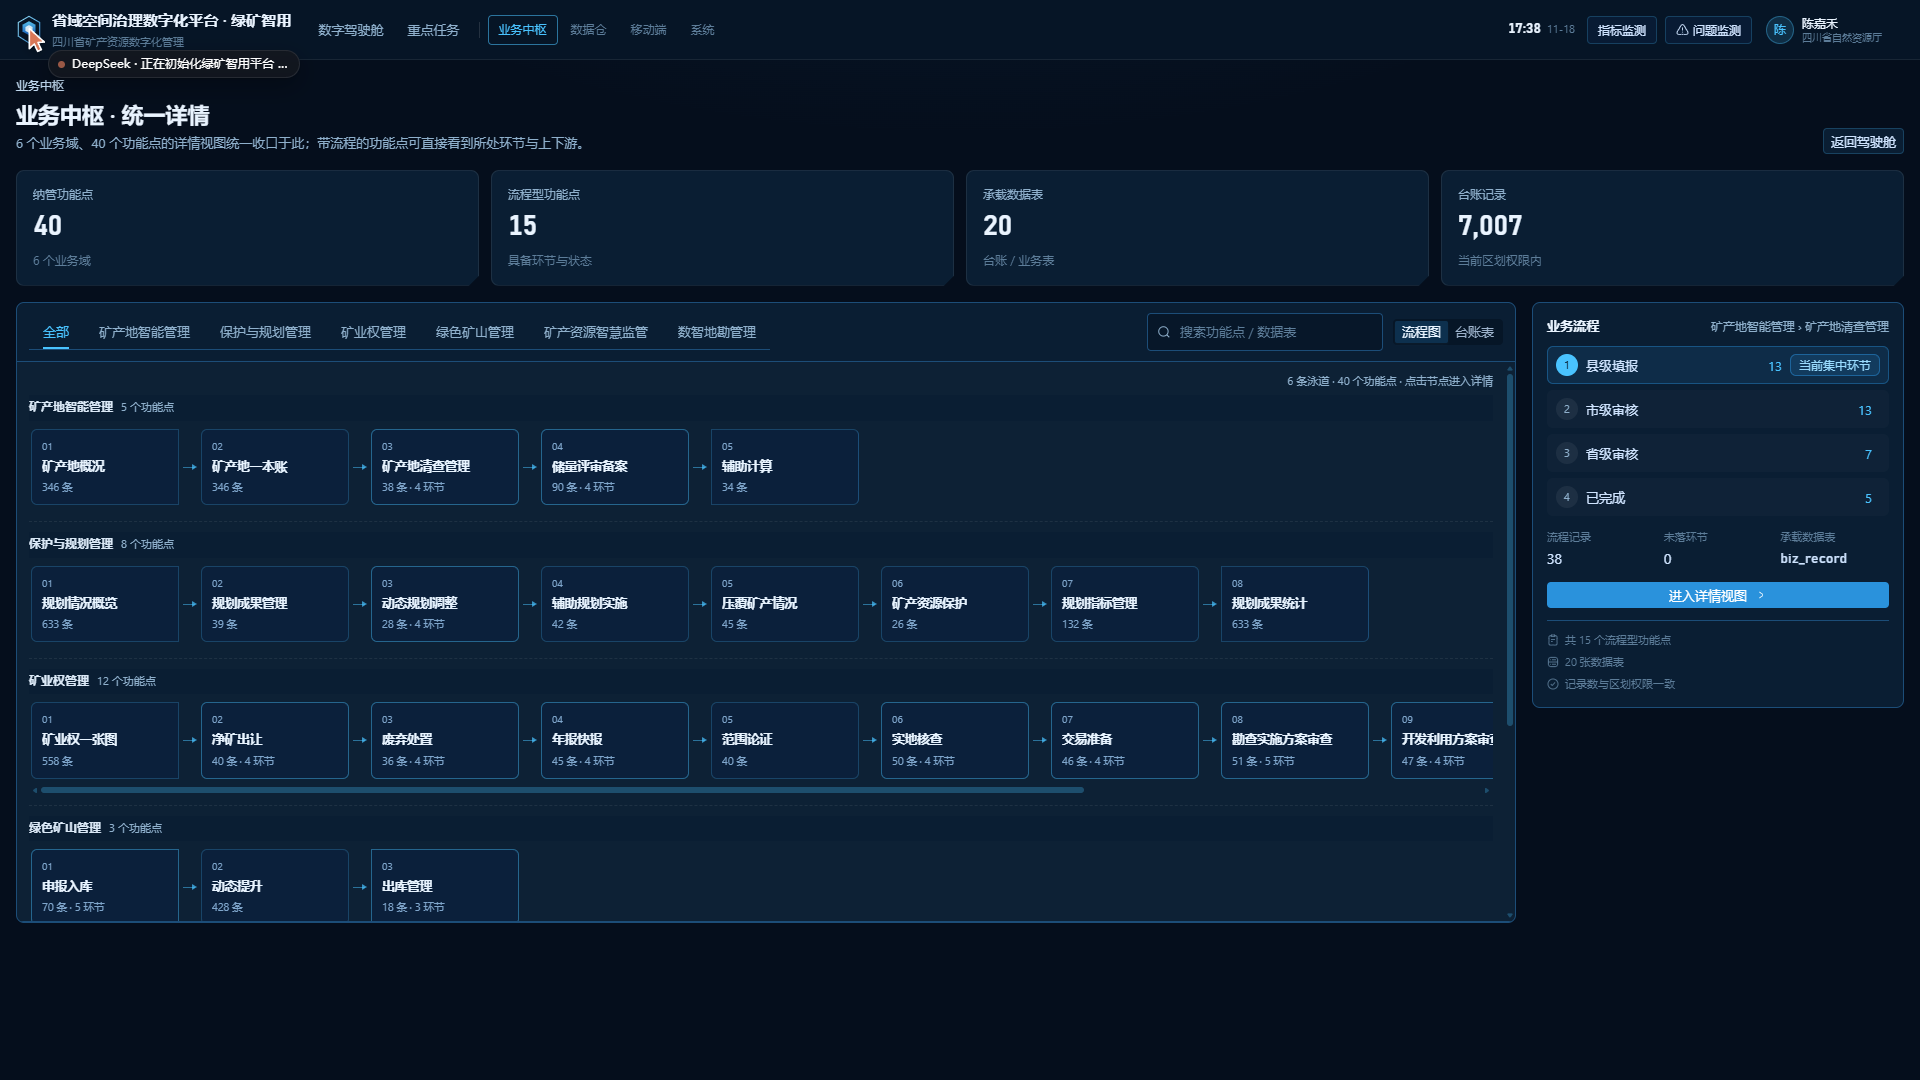 省域空间治理数字化平台 · 绿矿智用
四川省矿产资源数字化管理
数字驾驶舱
重点任务
业务中枢
数据仓
移动端
系统
17:38 11-18
指标监测
问题监测
陈
陈嘉禾
四川省自然资源厅
DeepSeek · 正在初始化绿矿智用平台 ...
业务中枢
业务中枢 · 统一详情
6 个业务域、40 个功能点的详情视图统一收口于此；带流程的功能点可直接看到所处环节与上下游。
返回驾驶舱
纳管功能点
40
6 个业务域
流程型功能点
15
具备环节与状态
承载数据表
20
台账 / 业务表
台账记录
7,007
当前区划权限内
全部
矿产地智能管理
保护与规划管理
矿业权管理
绿色矿山管理
矿产资源智慧监管
数智地勘管理
搜索功能点 / 数据表
流程图
台账表
6 条泳道 · 40 个功能点 · 点击节点进入详情
矿产地智能管理 5 个功能点
01
矿产地概况
346 条
02
矿产地一本账
346 条
03
矿产地清查管理
38 条 · 4 环节
04
储量评审备案
90 条 · 4 环节
05
辅助计算
34 条
保护与规划管理 8 个功能点
01
规划情况概览
633 条
02
规划成果管理
39 条
03
动态规划调整
28 条 · 4 环节
04
辅助规划实施
42 条
05
压覆矿产情况
45 条
06
矿产资源保护
26 条
07
规划指标管理
132 条
08
规划成果统计
633 条
矿业权管理 12 个功能点
01
矿业权一张图
558 条
02
净矿出让
40 条 · 4 环节
03
废弃处置
36 条 · 4 环节
04
年报快报
45 条 · 4 环节
05
范围论证
40 条
06
实地核查
50 条 · 4 环节
07
交易准备
46 条 · 4 环节
08
勘查实施方案审查
51 条 · 5 环节
09
开发利用方案审查
47 条 · 4 环节
绿色矿山管理 3 个功能点
01
申报入库
70 条 · 5 环节
02
动态提升
428 条
03
出库管理
18 条 · 3 环节
业务流程
矿产地智能管理 › 矿产地清查管理
1 县级填报 13 当前集中环节
2 市级审核 13
3 省级审核 7
4 已完成 5
流程记录
38
未落环节
0
承载数据表
biz_record
进入详情视图 ›
共 15 个流程型功能点
20 张数据表
记录数与区划权限一致